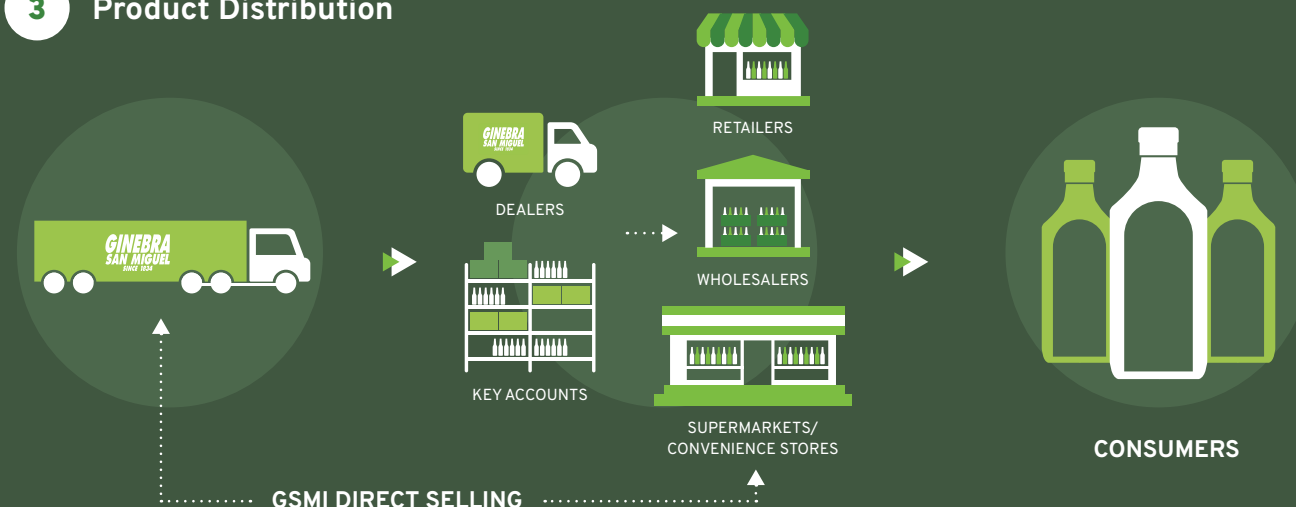 3 Product Distribution
GINEBRA
SAN MIGUEL
SINCE 1834
GINEBRA
SAN MIGUEL
SINCE 1834
DEALERS
KEY ACCOUNTS
RETAILERS
WHOLESALERS
SUPERMARKETS/
CONVENIENCE STORES
CONSUMERS
GSMI DIRECT SELLING